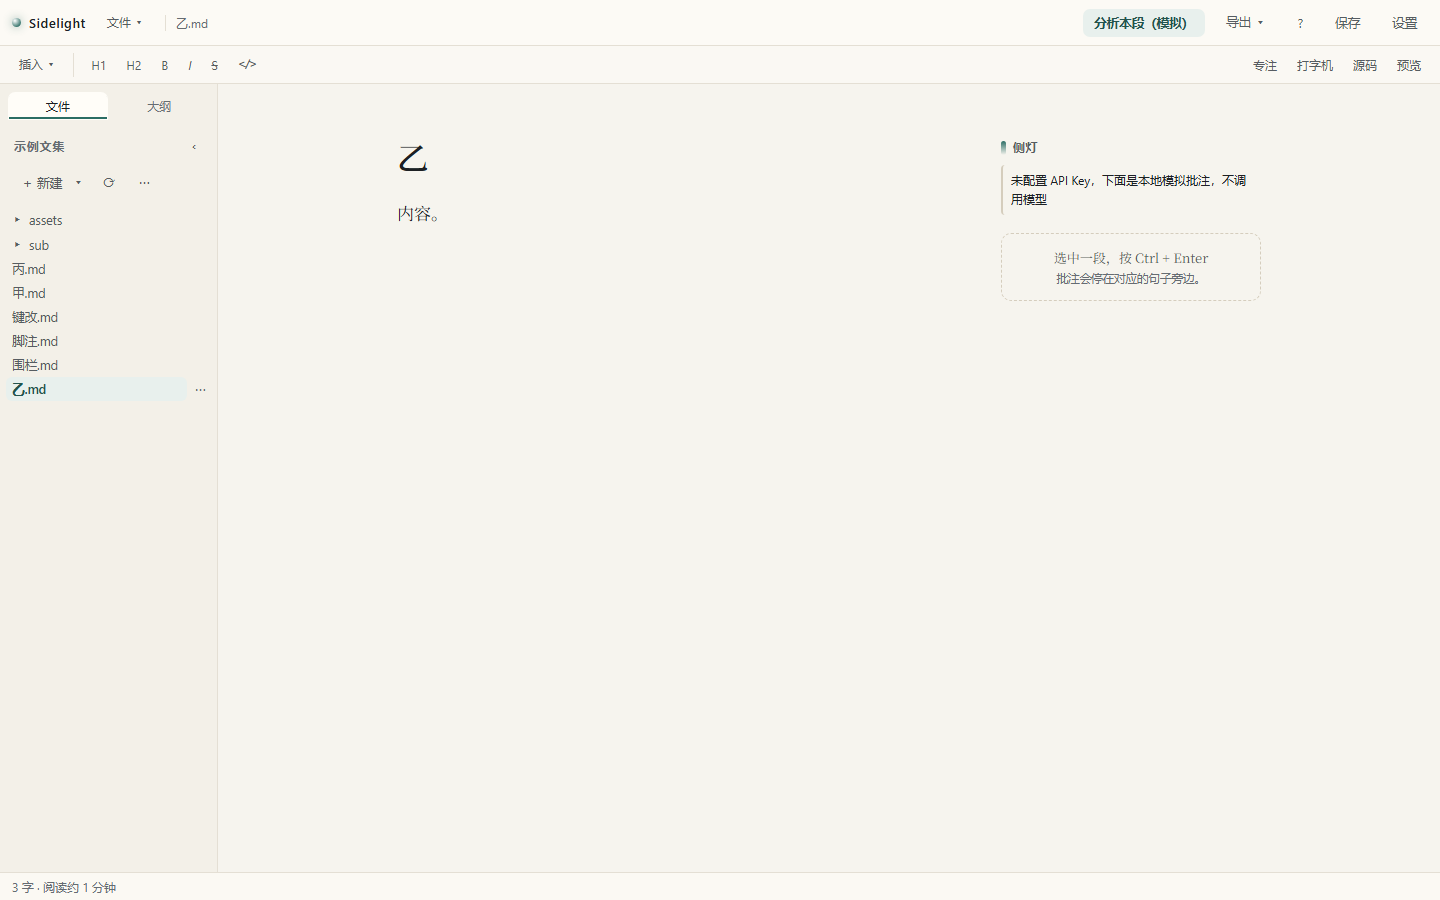 Sidelight 文件 ▾ 乙.md 分析本段（模拟） 导出 ▾ ? 保存 设置
插入 ▾ H1 H2 B I S </> 专注 打字机 源码 预览
文件 大纲
示例文集 ‹
+ 新建 ▾ ⟳ ···
▸ assets
▸ sub
丙.md
甲.md
键改.md
脚注.md
围栏.md
乙.md ···
乙
内容。
侧灯
未配置 API Key，下面是本地模拟批注，不调
用模型
选中一段，按 Ctrl + Enter
批注会停在对应的句子旁边。
3 字 · 阅读约 1 分钟